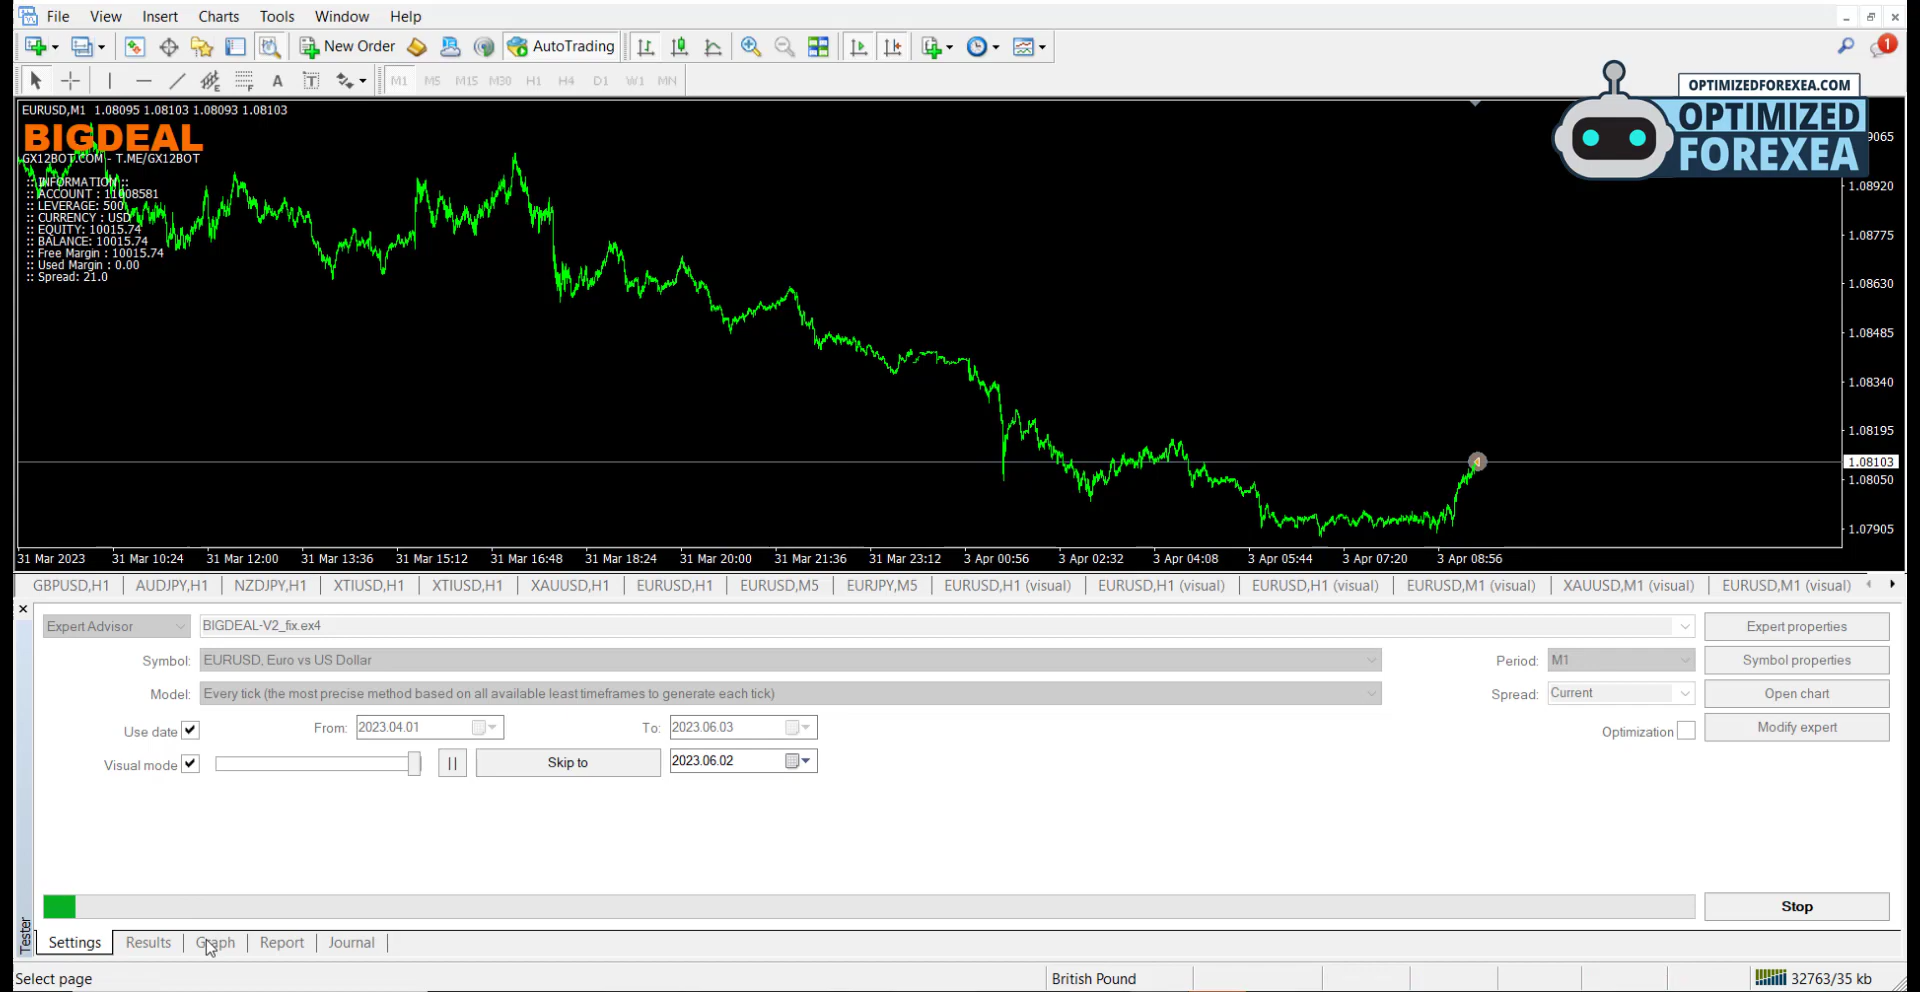 File View Insert Charts Tools Window Help
New Order AutoTrading 1
A T M1 M5 M15 M30 H1 H4 D1 W1 MN
OPTIMIZEDFOREXEA.COM
OPTIMIZED
FOREXEA
EURUSD,M1 1.08095 1.08103 1.08093 1.08103
BIGDEAL
GX12BOT.COM - T.ME/GX12BOT
:: INFORMATION ::
:: ACCOUNT : 11008581
:: LEVERAGE: 500
:: CURRENCY : USD
:: EQUITY: 10015.74
:: BALANCE: 10015.74
:: Free Margin : 10015.74
:: Used Margin : 0.00
:: Spread: 21.0
9065
1.08920
1.08775
1.08630
1.08485
1.08340
1.08195
1.08103
1.08050
1.07905
31 Mar 2023 31 Mar 10:24 31 Mar 12:00 31 Mar 13:36 31 Mar 15:12 31 Mar 16:48 31 Mar 18:24 31 Mar 20:00 31 Mar 21:36 31 Mar 23:12 3 Apr 00:56 3 Apr 02:32 3 Apr 04:08 3 Apr 05:44 3 Apr 07:20 3 Apr 08:56
GBPUSD,H1 AUDJPY,H1 NZDJPY,H1 XTIUSD,H1 XTIUSD,H1 XAUUSD,H1 EURUSD,H1 EURUSD,M5 EURJPY,M5 EURUSD,H1 (visual) EURUSD,H1 (visual) EURUSD,H1 (visual) EURUSD,M1 (visual) XAUUSD,M1 (visual) EURUSD,M1 (visual)
Expert Advisor BIGDEAL-V2_fix.ex4 Expert properties
Symbol: EURUSD, Euro vs US Dollar Period: M1 Symbol properties
Model: Every tick (the most precise method based on all available least timeframes to generate each tick) Spread: Current Open chart
Use date From: 2023.04.01 To: 2023.06.03 Optimization Modify expert
Visual mode Skip to 2023.06.02
Stop
Tester
Settings Results Graph Report Journal
Select page British Pound 32763/35 kb